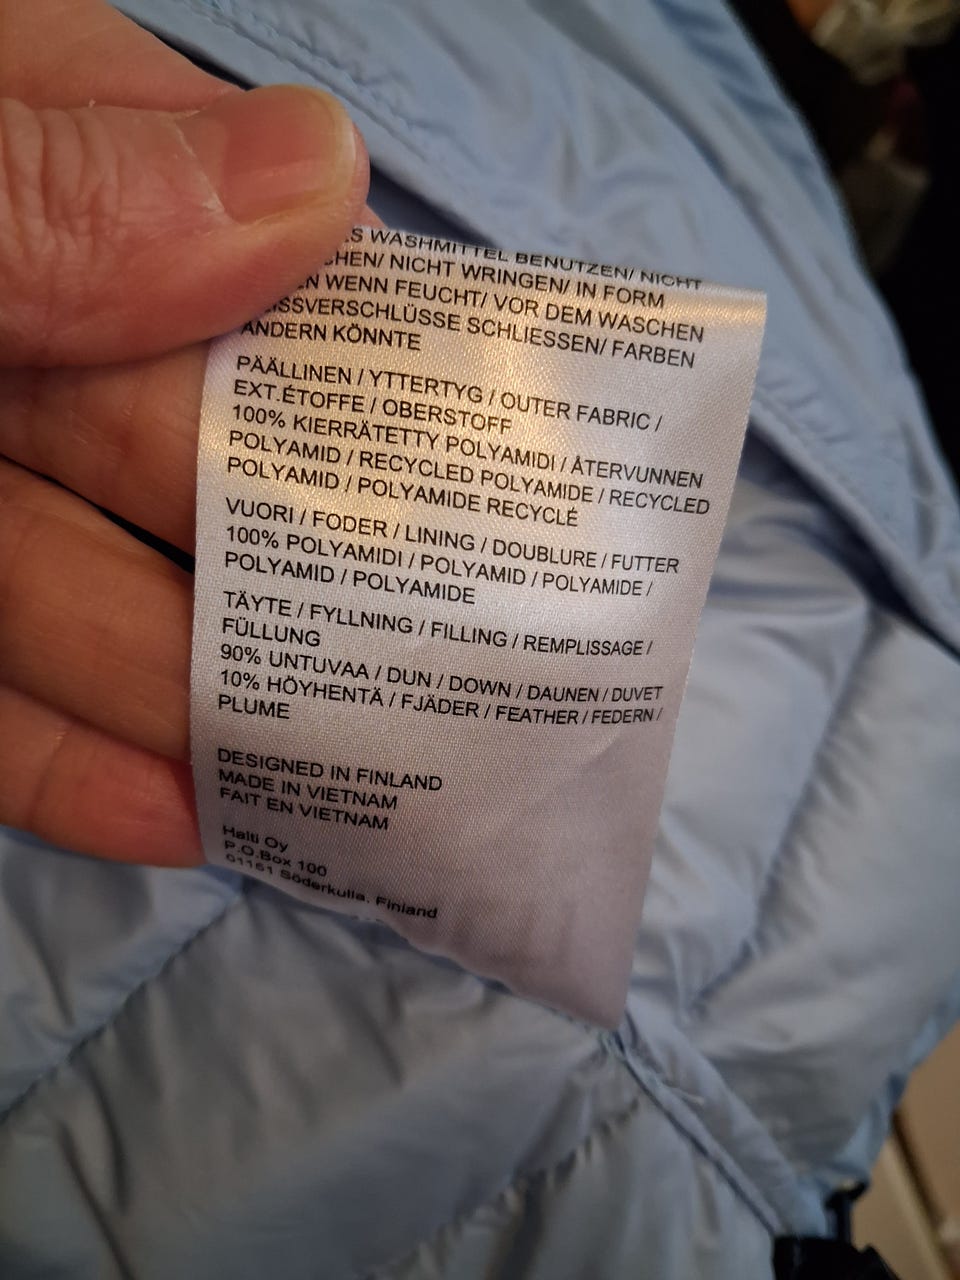 S WASHMITTEL BENUTZEN/ NICHT
CHEN/ NICHT WRINGEN/ IN FORM
EN WENN FEUCHT/ VOR DEM WASCHEN
ISSVERSCHLÜSSE SCHLIESSEN/ FARBEN
ÄNDERN KÖNNTE
PÄÄLLINEN / YTTERTYG / OUTER FABRIC /
EXT.ÉTOFFE / OBERSTOFF
100% KIERRÄTETTY POLYAMIDI / ÅTERVUNNEN
POLYAMID / RECYCLED POLYAMIDE / RECYCLED
POLYAMID / POLYAMIDE RECYCLÉ
VUORI / FODER / LINING / DOUBLURE / FUTTER
100% POLYAMIDI / POLYAMID / POLYAMIDE /
POLYAMID / POLYAMIDE
TÄYTE / FYLLNING / FILLING / REMPLISSAGE /
FÜLLUNG
90% UNTUVAA / DUN / DOWN / DAUNEN / DUVET
10% HÖYHENTÄ / FJÄDER / FEATHER / FEDERN /
PLUME
DESIGNED IN FINLAND
MADE IN VIETNAM
FAIT EN VIETNAM
Halti Oy
P.O.Box 100
01151 Söderkulla, Finland